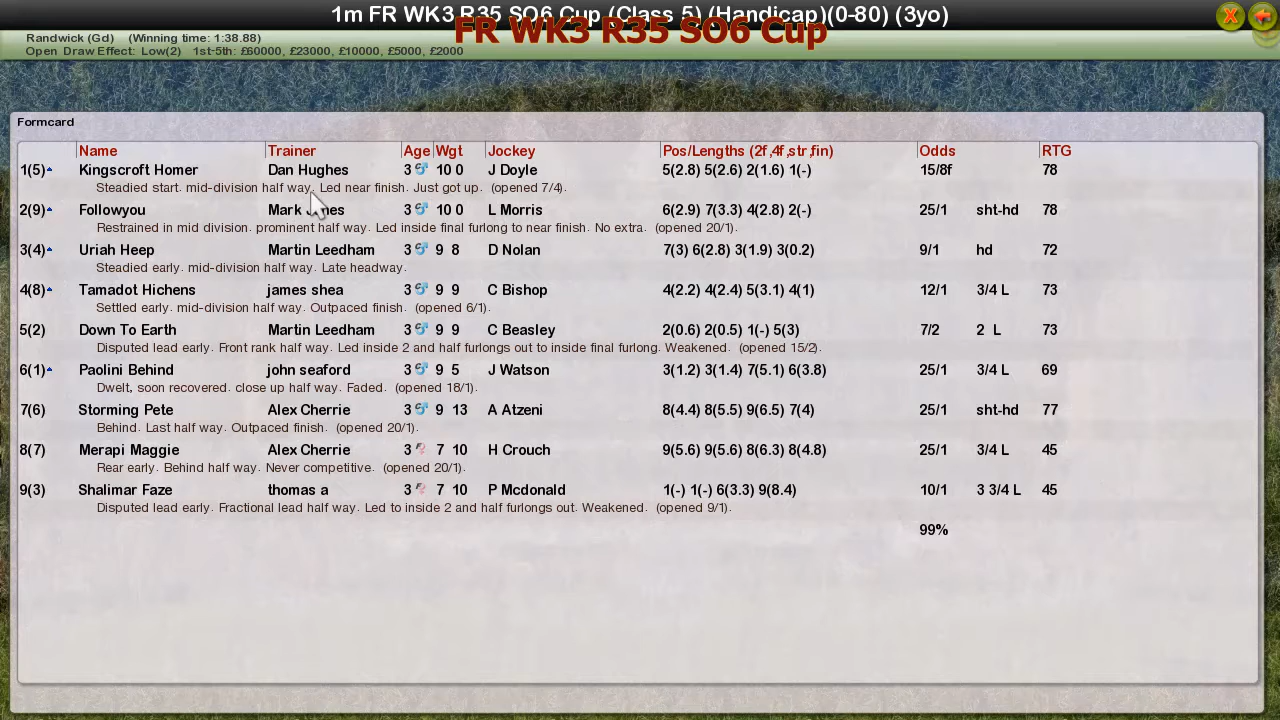 1m FR WK3 R35 SO6 Cup (Class 5) (Handicap)(0-80) (3yo)
FR WK3 R35 SO6 Cup
Randwick (Gd) (Winning time: 1:38.88)
Open Draw Effect: Low(2) 1st-5th: £60000, £23000, £10000, £5000, £2000
Formcard
Name Trainer Age Wgt Jockey Pos/Lengths (2f,4f,str,fin) Odds RTG
1(5) Kingscroft Homer Dan Hughes 3 10 0 J Doyle 5(2.8) 5(2.6) 2(1.6) 1(-) 15/8f 78
Steadied start. mid-division half way. Led near finish. Just got up. (opened 7/4).
2(9) Followyou Mark Jones 3 10 0 L Morris 6(2.9) 7(3.3) 4(2.8) 2(-) 25/1 sht-hd 78
Restrained in mid division. prominent half way. Led inside final furlong to near finish. No extra. (opened 20/1).
3(4) Uriah Heep Martin Leedham 3 9 8 D Nolan 7(3) 6(2.8) 3(1.9) 3(0.2) 9/1 hd 72
Steadied early. mid-division half way. Late headway.
4(8) Tamadot Hichens james shea 3 9 9 C Bishop 4(2.2) 4(2.4) 5(3.1) 4(1) 12/1 3/4 L 73
Settled early. mid-division half way. Outpaced finish. (opened 6/1).
5(2) Down To Earth Martin Leedham 3 9 9 C Beasley 2(0.6) 2(0.5) 1(-) 5(3) 7/2 2 L 73
Disputed lead early. Front rank half way. Led inside 2 and half furlongs out to inside final furlong. Weakened. (opened 15/2).
6(1) Paolini Behind john seaford 3 9 5 J Watson 3(1.2) 3(1.4) 7(5.1) 6(3.8) 25/1 3/4 L 69
Dwelt, soon recovered. close up half way. Faded. (opened 18/1).
7(6) Storming Pete Alex Cherrie 3 9 13 A Atzeni 8(4.4) 8(5.5) 9(6.5) 7(4) 25/1 sht-hd 77
Behind. Last half way. Outpaced finish. (opened 20/1).
8(7) Merapi Maggie Alex Cherrie 3 7 10 H Crouch 9(5.6) 9(5.6) 8(6.3) 8(4.8) 25/1 3/4 L 45
Rear early. Behind half way. Never competitive. (opened 20/1).
9(3) Shalimar Faze thomas a 3 7 10 P Mcdonald 1(-) 1(-) 6(3.3) 9(8.4) 10/1 3 3/4 L 45
Disputed lead early. Fractional lead half way. Led to inside 2 and half furlongs out. Weakened. (opened 9/1).
99%